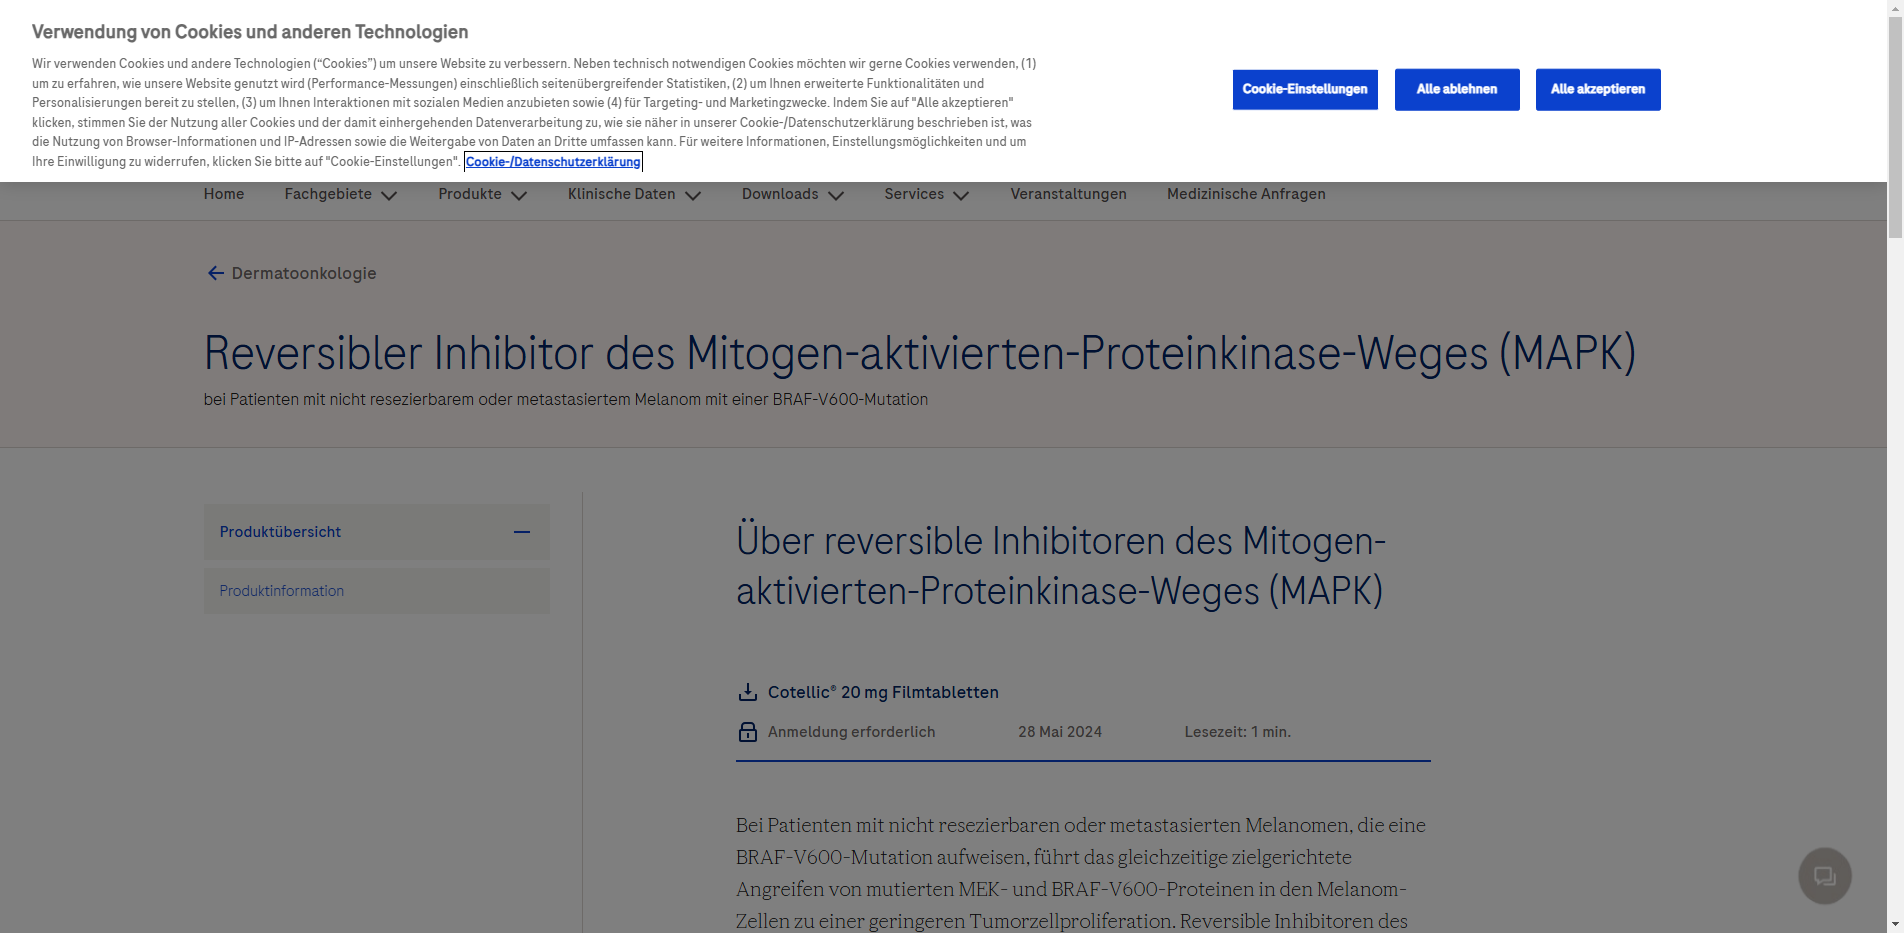 Verwendung von Cookies und anderen Technologien
Wir verwenden Cookies und andere Technologien (“Cookies”) um unsere Website zu verbessern. Neben technisch notwendigen Cookies möchten wir gerne Cookies verwenden, (1)
um zu erfahren, wie unsere Website genutzt wird (Performance-Messungen) einschließlich seitenübergreifender Statistiken, (2) um Ihnen erweiterte Funktionalitäten und
Personalisierungen bereit zu stellen, (3) um Ihnen Interaktionen mit sozialen Medien anzubieten sowie (4) für Targeting- und Marketingzwecke. Indem Sie auf "Alle akzeptieren"
klicken, stimmen Sie der Nutzung aller Cookies und der damit einhergehenden Datenverarbeitung zu, wie sie näher in unserer Cookie-/Datenschutzerklärung beschrieben ist, was
die Nutzung von Browser-Informationen und IP-Adressen sowie die Weitergabe von Daten an Dritte umfassen kann. Für weitere Informationen, Einstellungsmöglichkeiten und um
Ihre Einwilligung zu widerrufen, klicken Sie bitte auf "Cookie-Einstellungen". Cookie-/Datenschutzerklärung
Cookie-Einstellungen Alle ablehnen Alle akzeptieren
Home Fachgebiete Produkte Klinische Daten Downloads Services Veranstaltungen Medizinische Anfragen
Dermatoonkologie
Reversibler Inhibitor des Mitogen-aktivierten-Proteinkinase-Weges (MAPK)
bei Patienten mit nicht resezierbarem oder metastasiertem Melanom mit einer BRAF-V600-Mutation
Produktübersicht
Produktinformation
Über reversible Inhibitoren des Mitogen-
aktivierten-Proteinkinase-Weges (MAPK)
Cotellic® 20 mg Filmtabletten
Anmeldung erforderlich 28 Mai 2024 Lesezeit: 1 min.
Bei Patienten mit nicht resezierbaren oder metastasierten Melanomen, die eine
BRAF-V600-Mutation aufweisen, führt das gleichzeitige zielgerichtete
Angreifen von mutierten MEK- und BRAF-V600-Proteinen in den Melanom-
Zellen zu einer geringeren Tumorzellproliferation. Reversible Inhibitoren des